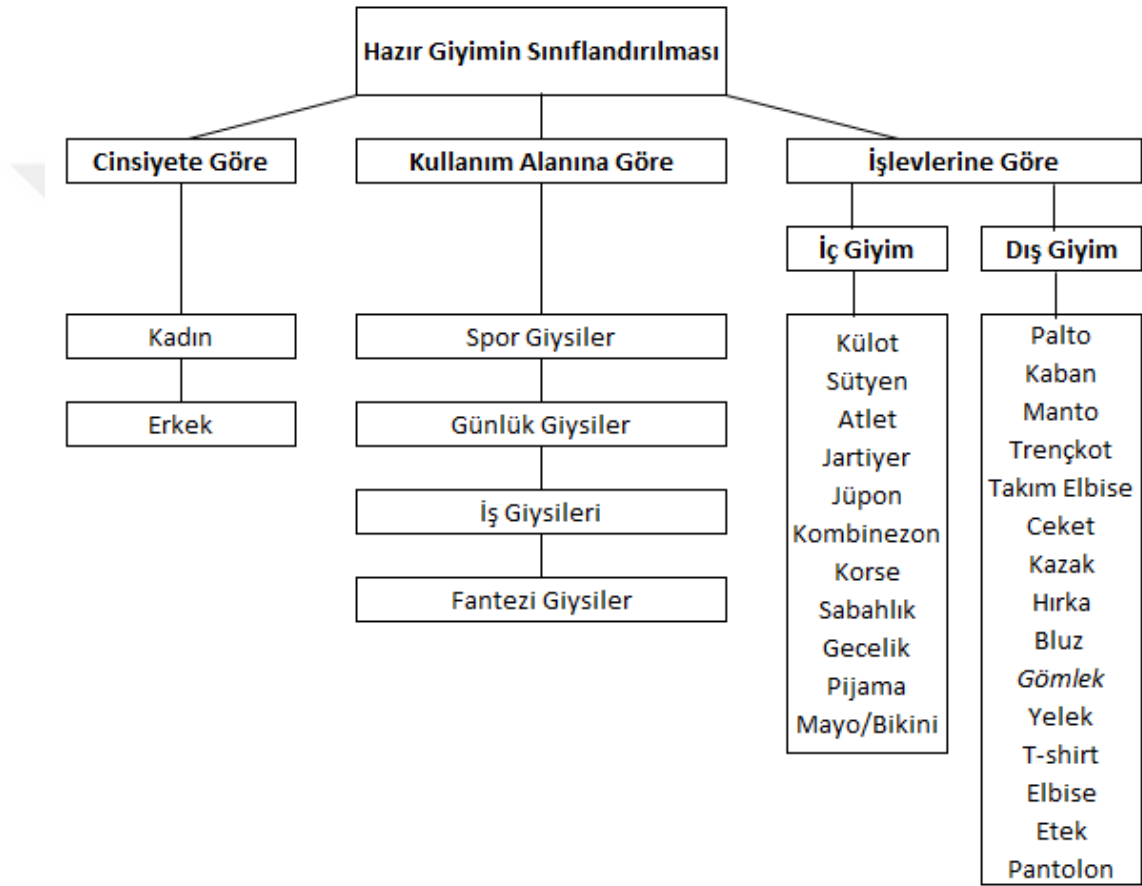 Hazır Giyimin Sınıflandırılması
Cinsiyete Göre
Kullanım Alanına Göre
İşlevlerine Göre
İç Giyim
Dış Giyim
Kadın
Erkek
Spor Giysiler
Günlük Giysiler
İş Giysileri
Fantezi Giysiler
Külot
Sütyen
Atlet
Jartiyer
Jüpon
Kombinezon
Korse
Sabahlık
Gecelik
Pijama
Mayo/Bikini
Palto
Kaban
Manto
Trençkot
Takım Elbise
Ceket
Kazak
Hırka
Bluz
Gömlek
Yelek
T-shirt
Elbise
Etek
Pantolon